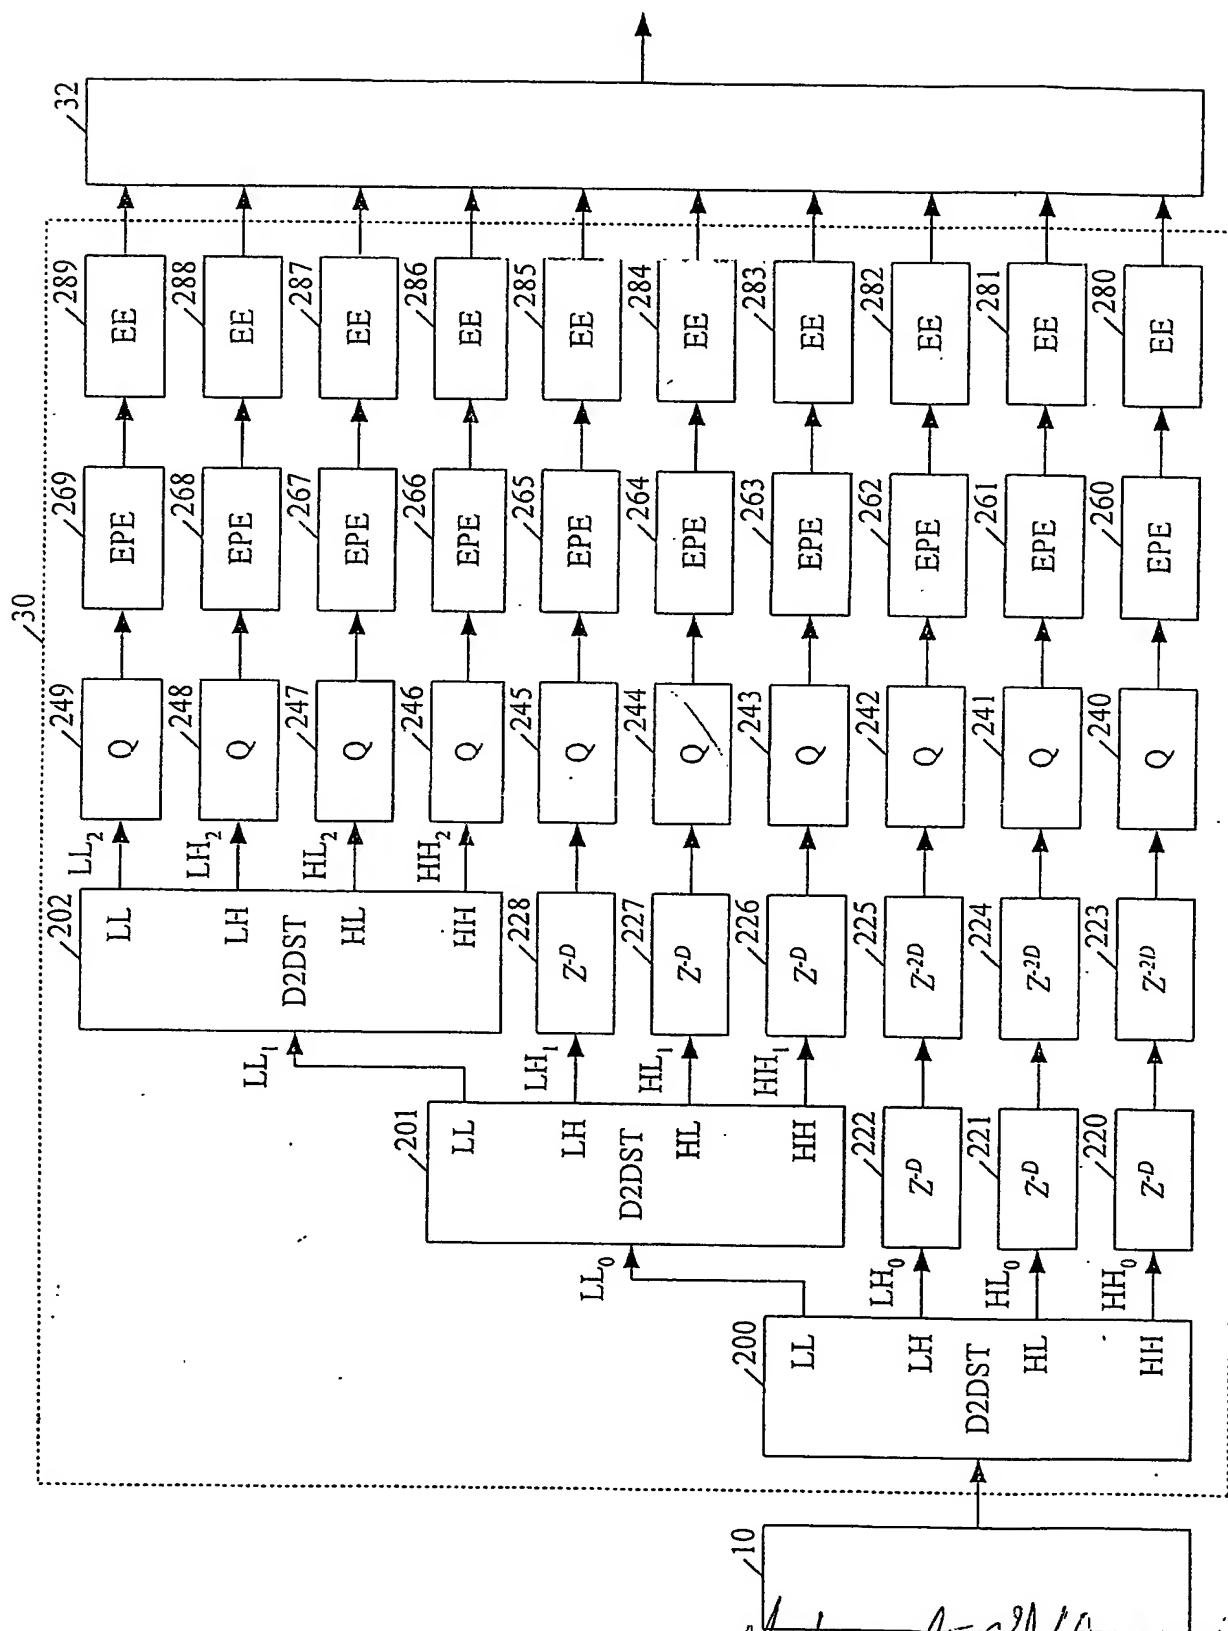 30
202 249 269 289 32
LL LL₂ Q EPE EE
248 268 288
LH LH₂ Q EPE EE
LL₁ D2DST
247 267 287
HL HL₂ Q EPE EE
201 246 266 286
LL HH HH₂ Q EPE EE
228 245 265 285
LH LH₁ Z⁻ᴰ Q EPE EE
LL₀ D2DST
227 244 264 284
HL HL₁ Z⁻ᴰ Q EPE EE
10 200 226 243 263 283
LL HH HH₁ Z⁻ᴰ Q EPE EE
222 225 242 262 282
LH LH₀ Z⁻ᴰ Z⁻²ᴰ Q EPE EE
D2DST
221 224 241 261 281
HL HL₀ Z⁻ᴰ Z⁻²ᴰ Q EPE EE
220 223 240 260 280
HH HH₀ Z⁻ᴰ Z⁻²ᴰ Q EPE EE